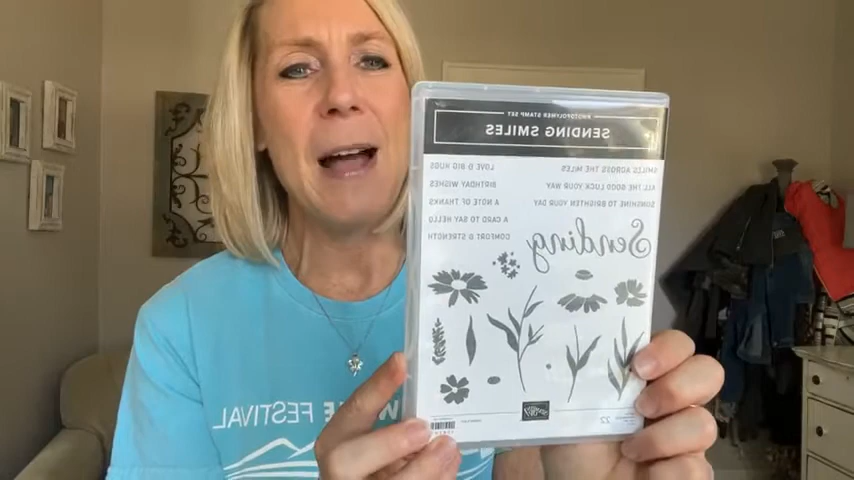 PHOTOPOLYMER STAMP SET
SENDING SMILES
SMILES ACROSS THE MILES
LOVE & BIG HUGS
ALL THE GOOD LUCK YOUR WAY
BIRTHDAY WISHES
SUNSHINE TO BRIGHTEN YOUR DAY
A NOTE OF THANKS
A CARD TO SAY HELLO
Sending
COMFORT & STRENGTH
22
FESTIVAL